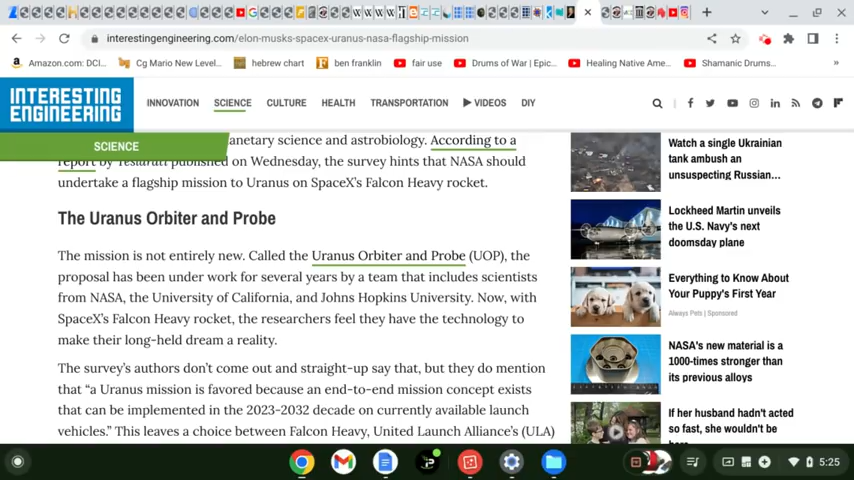 interestingengineering.com/elon-musks-spacex-uranus-nasa-flagship-mission
Amazon.com: DCI...
Cg Mario New Level...
hebrew chart
ben franklin
fair use
Drums of War | Epic...
Healing Native Ame...
Shamanic Drums...
INTERESTING
ENGINEERING
INNOVATION
SCIENCE
CULTURE
HEALTH
TRANSPORTATION
VIDEOS
DIY
SCIENCE
anetary science and astrobiology. According to a
report by Teslarati published on Wednesday, the survey hints that NASA should
undertake a flagship mission to Uranus on SpaceX's Falcon Heavy rocket.
The Uranus Orbiter and Probe
The mission is not entirely new. Called the Uranus Orbiter and Probe (UOP), the
proposal has been under work for several years by a team that includes scientists
from NASA, the University of California, and Johns Hopkins University. Now, with
SpaceX's Falcon Heavy rocket, the researchers feel they have the technology to
make their long-held dream a reality.
The survey's authors don't come out and straight-up say that, but they do mention
that "a Uranus mission is favored because an end-to-end mission concept exists
that can be implemented in the 2023-2032 decade on currently available launch
vehicles." This leaves a choice between Falcon Heavy, United Launch Alliance's (ULA)
Watch a single Ukrainian
tank ambush an
unsuspecting Russian...
Lockheed Martin unveils
the U.S. Navy's next
doomsday plane
Everything to Know About
Your Puppy's First Year
Always Pets | Sponsored
NASA's new material is a
1000-times stronger than
its previous alloys
If her husband hadn't acted
so fast, she wouldn't be
5:25